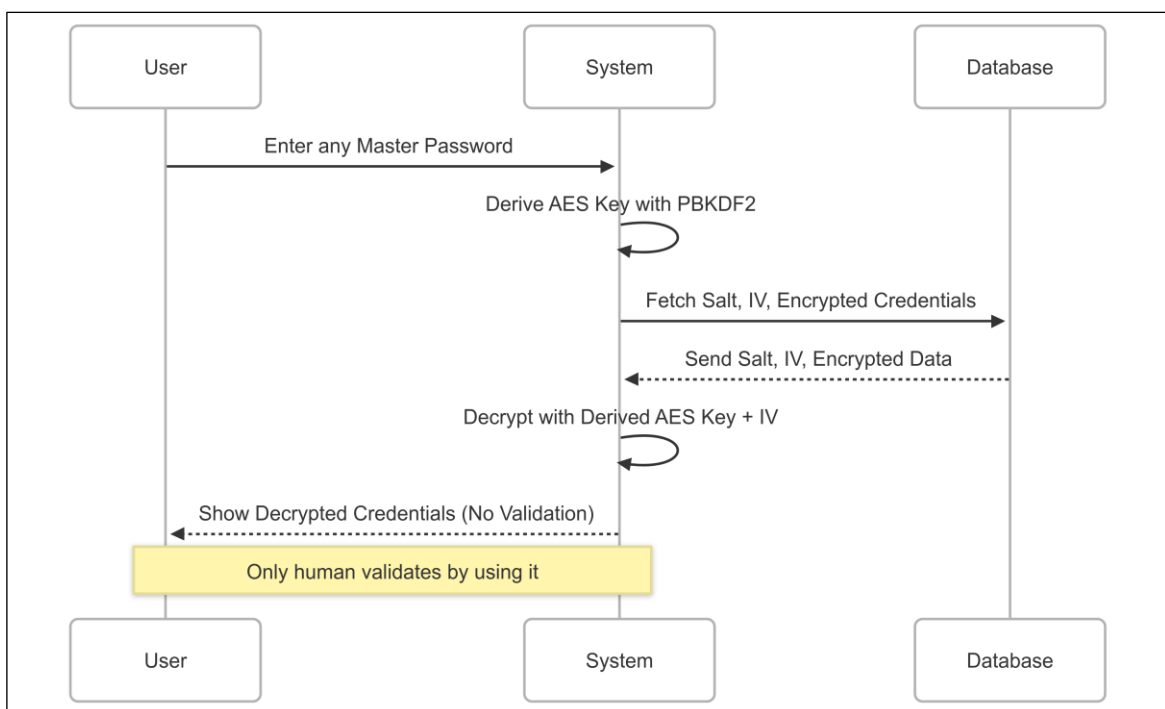 User
System
Database
Enter any Master Password
Derive AES Key with PBKDF2
Fetch Salt, IV, Encrypted Credentials
Send Salt, IV, Encrypted Data
Decrypt with Derived AES Key + IV
Show Decrypted Credentials (No Validation)
Only human validates by using it
User
System
Database